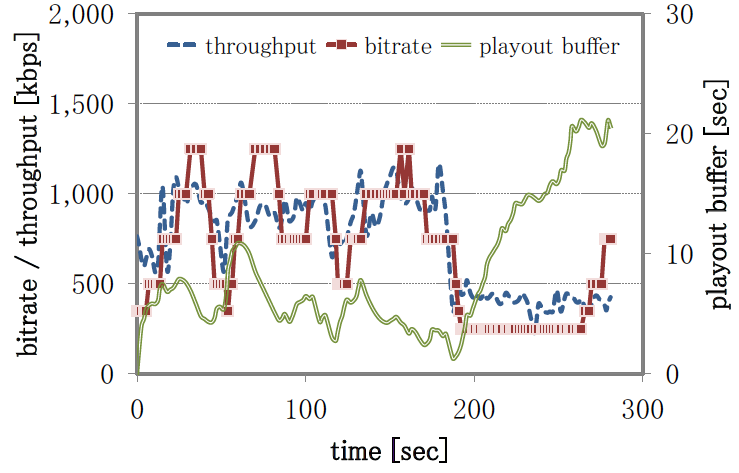 2,000
1,500
1,000
500
0
bitrate / throughput [kbps]
throughput bitrate playout buffer
30
20
10
0
playout buffer [sec]
0 100 200 300
time [sec]